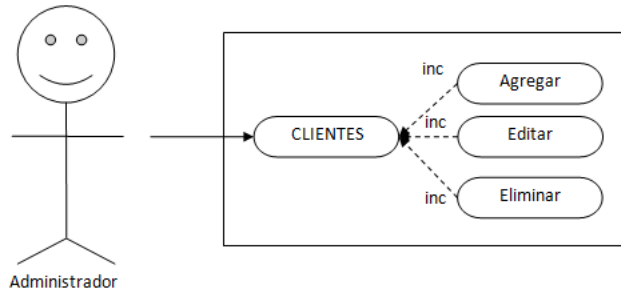 inc
Agregar
CLIENTES
inc
Editar
inc
Eliminar
Administrador